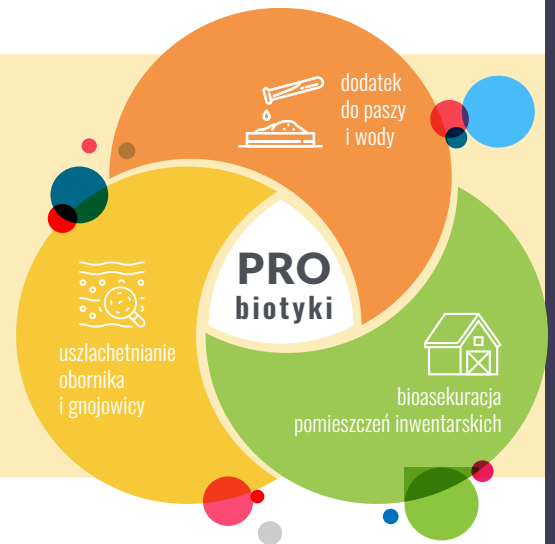 dodatek
do paszy
i wody
PRO
biotyki
uszlachetnianie
obornika
i gnojowicy
bioasekuracja
pomieszczeń inwentarskich